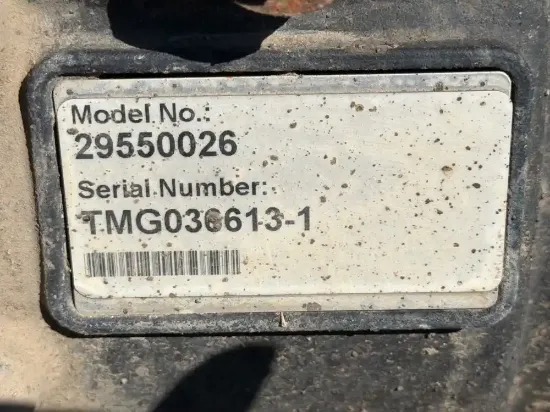 Model No.:
29550026
Serial Number:
TMG036613-1